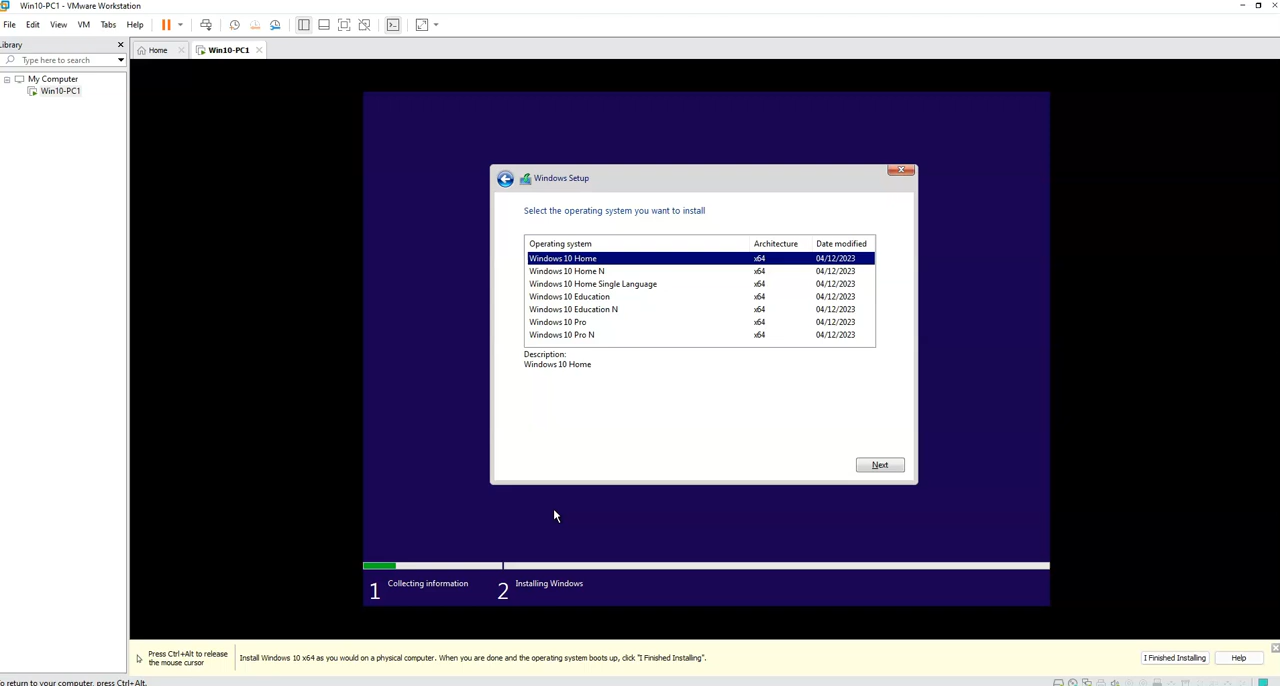 Win10-PC1 - VMware Workstation
File Edit View VM Tabs Help
Library
Home
Win10-PC1
Type here to search
My Computer
Win10-PC1
Windows Setup
Select the operating system you want to install
Operating system Architecture Date modified
Windows 10 Home x64 04/12/2023
Windows 10 Home N x64 04/12/2023
Windows 10 Home Single Language x64 04/12/2023
Windows 10 Education x64 04/12/2023
Windows 10 Education N x64 04/12/2023
Windows 10 Pro x64 04/12/2023
Windows 10 Pro N x64 04/12/2023
Description:
Windows 10 Home
Next
1 Collecting information 2 Installing Windows
Press Ctrl+Alt to release
the mouse cursor
Install Windows 10 x64 as you would on a physical computer. When you are done and the operating system boots up, click "I Finished Installing".
I Finished Installing Help
o return to your computer, press Ctrl+Alt.